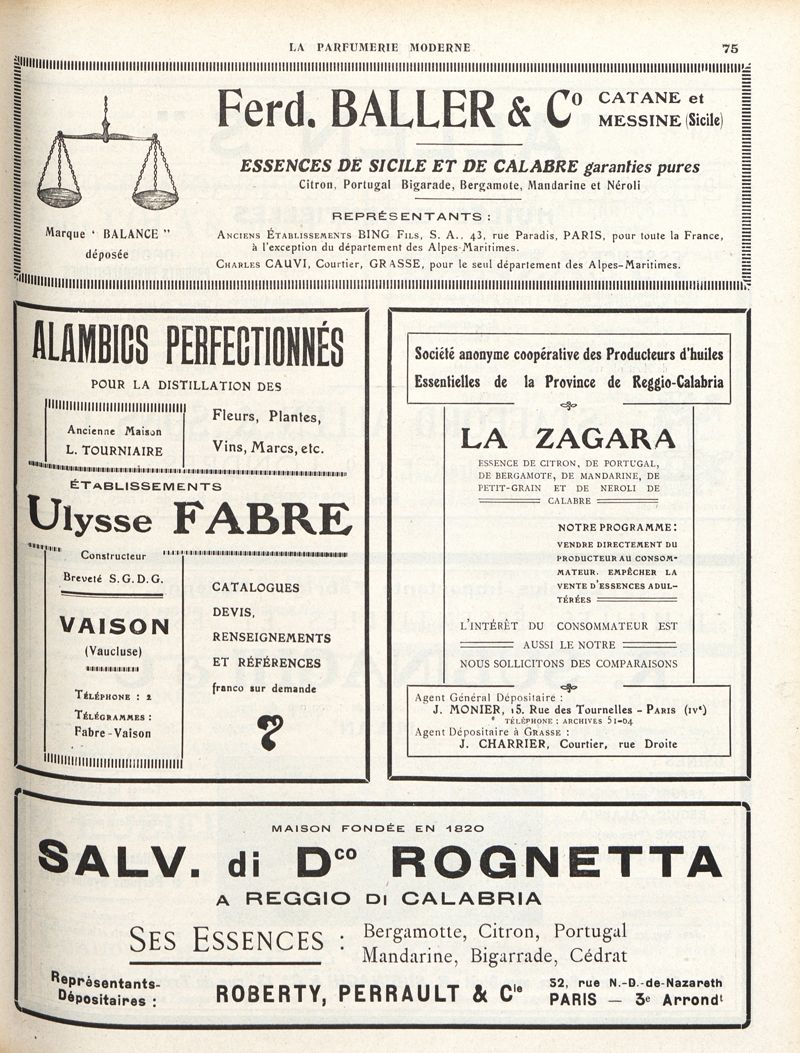 LA PARFUMERIE MODERNE
75
Ferd. BALLER & Cº
CATANE et
MESSINE (Sicile)
ESSENCES DE SICILE ET DE CALABRE garanties pures
Citron, Portugal Bigarade, Bergamote, Mandarine et Néroli
Marque ‘ BALANCE ”
déposée
REPRÉSENTANTS :
ANCIENS ÉTABLISSEMENTS BING FILS, S. A.. 43, rue Paradis, PARIS, pour toute la France,
à l'exception du département des Alpes-Maritimes.
CHARLES CAUVI, Courtier, GRASSE, pour le seul département des Alpes-Maritimes.
ALAMBICS PERFECTIONNÉS
POUR LA DISTILLATION DES
Ancienne Maison
L. TOURNIAIRE
Fleurs, Plantes,
Vins, Marcs, etc.
ÉTABLISSEMENTS
Ulysse FABRE
Constructeur
Breveté S.G.D.G.
VAISON
(Vaucluse)
TÉLÉPHONE : 2
TÉLÉGRAMMES :
Fabre-Vaison
CATALOGUES
DEVIS,
RENSEIGNEMENTS
ET RÉFÉRENCES
franco sur demande
Société anonyme coopérative des Producteurs d'huiles
Essentielles de la Province de Reggio-Calabria
LA ZAGARA
ESSENCE DE CITRON, DE PORTUGAL,
DE BERGAMOTE, DE MANDARINE, DE
PETIT-GRAIN ET DE NEROLI DE
CALABRE
NOTRE PROGRAMME :
VENDRE DIRECTEMENT DU
PRODUCTEUR AU CONSOM-
MATEUR. EMPÊCHER LA
VENTE D'ESSENCES ADUL-
TÉRÉES
L'INTÉRÊT DU CONSOMMATEUR EST
AUSSI LE NOTRE
NOUS SOLLICITONS DES COMPARAISONS
Agent Général Dépositaire :
J. MONIER, 15. Rue des Tournelles - PARIS (IVᵉ)
TÉLÉPHONE : ARCHIVES 51-04
Agent Dépositaire à GRASSE :
J. CHARRIER, Courtier, rue Droite
MAISON FONDÉE EN 1820
SALV. di Dᶜᵒ ROGNETTA
A REGGIO DI CALABRIA
SES ESSENCES : Bergamotte, Citron, Portugal
Mandarine, Bigarrade, Cédrat
Représentants-
Dépositaires :
ROBERTY, PERRAULT & Cⁱᵉ
52, rue N.-D.-de-Nazareth
PARIS — 3ᵉ Arrondᵗ